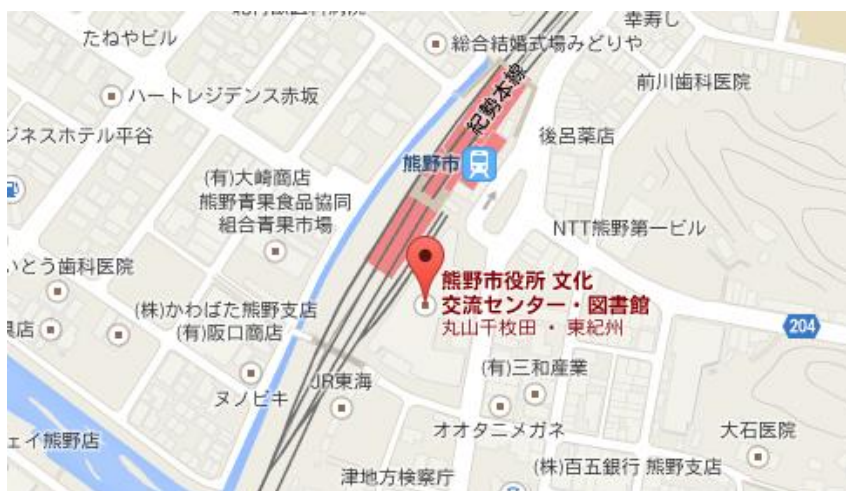 幸寿し
たねやビル
総合結婚式場みどりや
紀勢本線
前川歯科医院
ハートレジデンス赤坂
ジネスホテル平谷
後呂薬店
熊野市
(有)大崎商店
熊野青果食品協同
組合青果市場
NTT熊野第一ビル
いとう歯科医院
熊野市役所 文化
交流センター・図書館
丸山千枚田 ・ 東紀州
(株)かわばた熊野支店
(有)阪口商店
204
店
(有)三和産業
JR東海
ヌノビキ
オオタニメガネ
大石医院
ェイ熊野店
(株)百五銀行 熊野支店
津地方検察庁